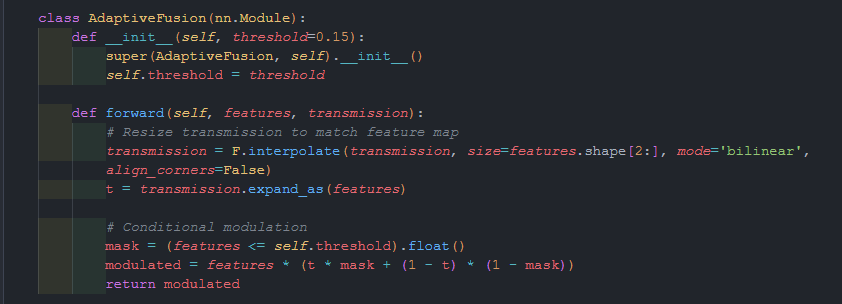 class AdaptiveFusion(nn.Module):
    def __init__(self, threshold=0.15):
        super(AdaptiveFusion, self).__init__()
        self.threshold = threshold

    def forward(self, features, transmission):
        # Resize transmission to match feature map
        transmission = F.interpolate(transmission, size=features.shape[2:], mode='bilinear',
        align_corners=False)
        t = transmission.expand_as(features)

        # Conditional modulation
        mask = (features <= self.threshold).float()
        modulated = features * (t * mask + (1 - t) * (1 - mask))
        return modulated